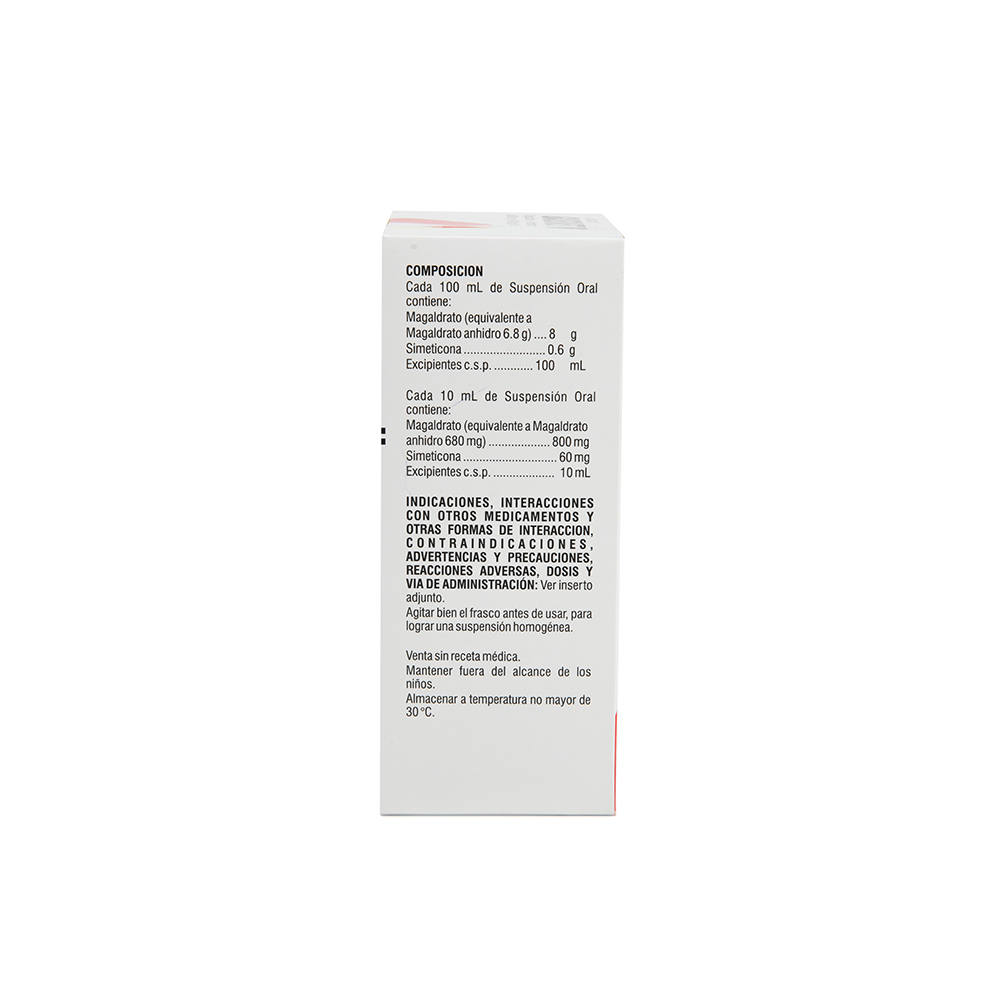 COMPOSICION
Cada 100 mL de Suspensión Oral
contiene:
Magaldrato (equivalente a
Magaldrato anhidro 6.8 g) .... 8 g
Simeticona ......................... 0.6 g
Excipientes c.s.p. ............ 100 mL
Cada 10 mL de Suspensión Oral
contiene:
Magaldrato (equivalente a Magaldrato
anhidro 680 mg) ................... 800 mg
Simeticona ............................. 60 mg
Excipientes c.s.p. ................... 10 mL
INDICACIONES, INTERACCIONES
CON OTROS MEDICAMENTOS Y
OTRAS FORMAS DE INTERACCION,
CONTRAINDICACIONES,
ADVERTENCIAS Y PRECAUCIONES,
REACCIONES ADVERSAS, DOSIS Y
VIA DE ADMINISTRACIÓN: Ver inserto
adjunto.
Agitar bien el frasco antes de usar, para
lograr una suspensión homogénea.
Venta sin receta médica.
Mantener fuera del alcance de los
niños.
Almacenar a temperatura no mayor de
30 °C.